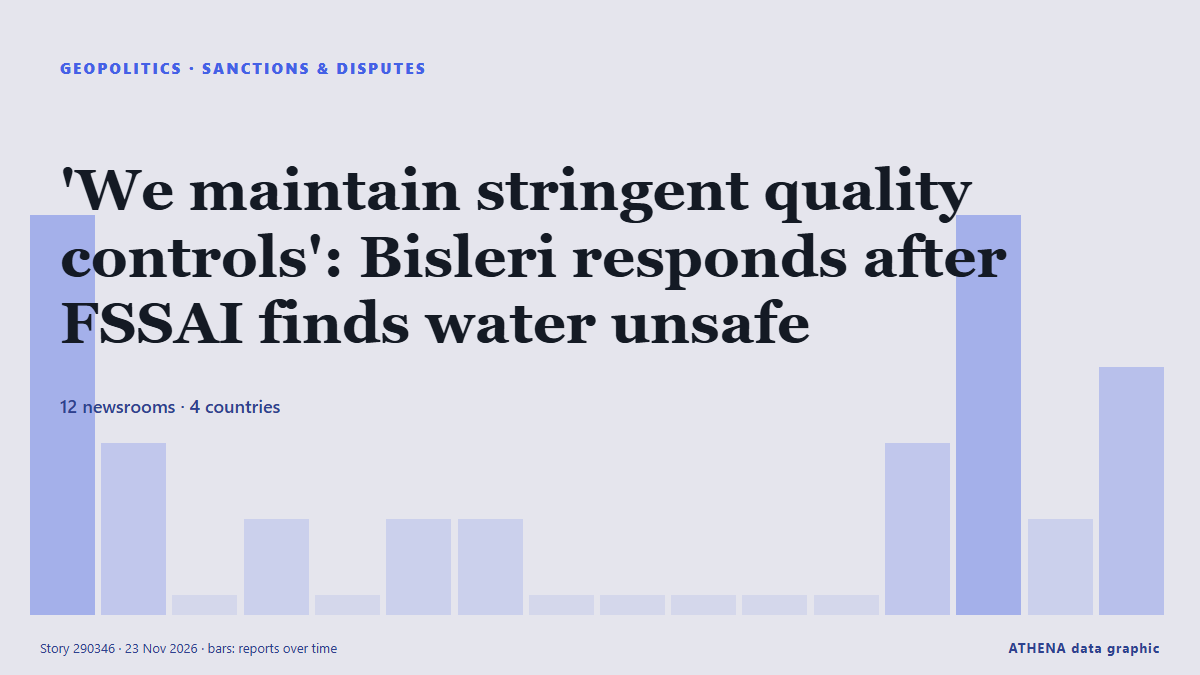 GEOPOLITICS · SANCTIONS & DISPUTES
'We maintain stringent quality
controls': Bisleri responds after
FSSAI finds water unsafe
12 newsrooms · 4 countries
Story 290346 · 23 Nov 2026 · bars: reports over time
ATHENA data graphic